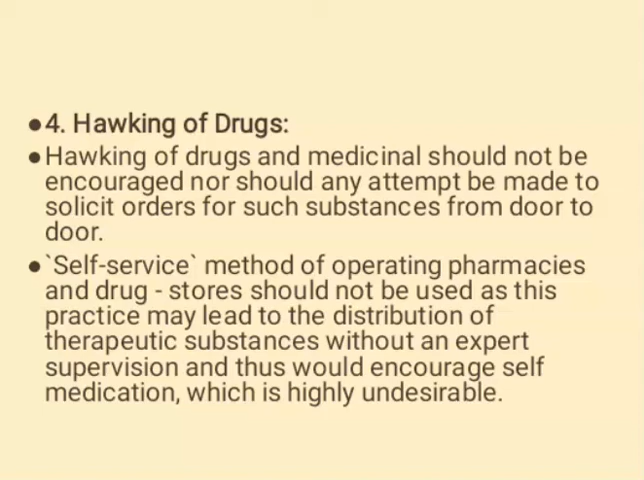 ●4. Hawking of Drugs:
●Hawking of drugs and medicinal should not be
encouraged nor should any attempt be made to
solicit orders for such substances from door to
door.
●`Self-service` method of operating pharmacies
and drug - stores should not be used as this
practice may lead to the distribution of
therapeutic substances without an expert
supervision and thus would encourage self
medication, which is highly undesirable.